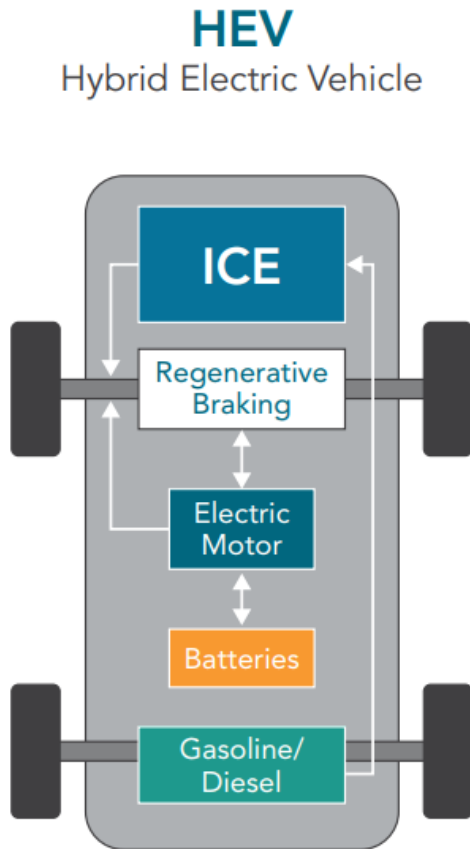 HEV
Hybrid Electric Vehicle
ICE
Regenerative
Braking
Electric
Motor
Batteries
Gasoline/
Diesel